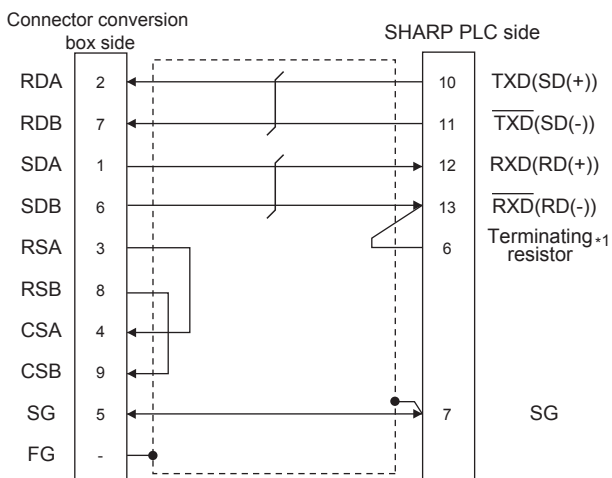 Connector conversion
box side
SHARP PLC side
RDA 2 10 TXD(SD(+))
RDB 7 11 T̅X̅D̅(SD(-))
SDA 1 12 RXD(RD(+))
SDB 6 13 R̅X̅D̅(RD(-))
RSA 3 6 Terminating *1
resistor
RSB 8
CSA 4
CSB 9
SG 5 7 SG
FG -